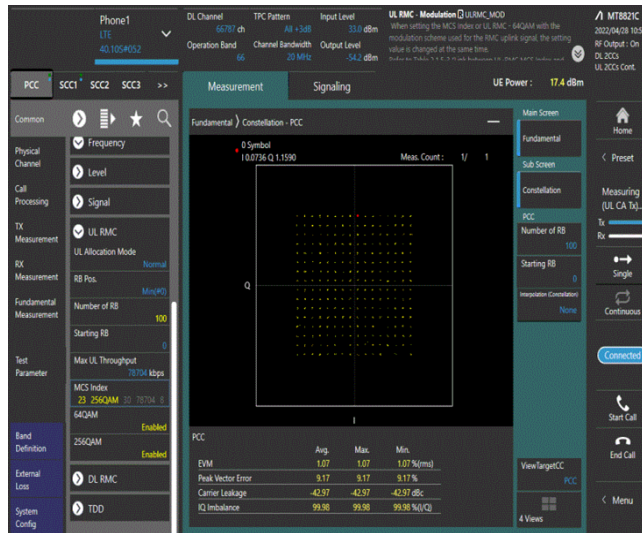 Phone1
LTE
40.105#052
DL Channel
66787 ch
TPC Pattern
All +3dB
Input Level
33.0 dBm
Operation Band
66
Channel Bandwidth
20 MHz
Output Level
-54.2 dBm
UL RMC - Modulation ULRMC_MOD
When setting the MCS index or UL RMC - 64QAM with the
modulation scheme used for the RMC uplink signal, the setting
value is changed at the same time.
MT8821C
2022/04/28 10:5
RF Output : On
DL 2CCs
UL 2CCs Cont.
PCC
SCC1
SCC2
SCC3
>>
Measurement
Signaling
UE Power : 17.4 dBm
Common
Physical
Channel
Call
Processing
TX
Measurement
RX
Measurement
Fundamental
Measurement
Test
Parameter
Band
Definition
External
Loss
System
Config
Frequency
Level
Signal
UL RMC
UL Allocation Mode
Normal
RB Pos.
Min(#0)
Number of RB
100
Starting RB
0
Max UL Throughput
78704 kbps
MCS Index
23 256QAM 30 78704 6
64QAM
Enabled
256QAM
Enabled
DL RMC
TDD
Fundamental 》 Constellation - PCC
0 Symbol
I 0.0736 Q 1.1590
Meas. Count : 1/ 1
Q
I
PCC
Avg. Max. Min.
EVM 1.07 1.07 1.07 %(rms)
Peak Vector Error 9.17 9.17 9.17 %
Carrier Leakage -42.97 -42.97 -42.97 dBc
IQ Imbalance 99.98 99.98 99.98 %(I/Q)
Main Screen
Fundamental
Sub Screen
Constellation
PCC
Number of RB
100
Starting RB
0
Interpolation (Constellation)
None
ViewTargetCC
PCC
4 Views
Home
< Preset
Measuring
(UL CA Tx)..
Tx
Rx
Single
Continuous
Connected
Start Call
End Call
< Menu